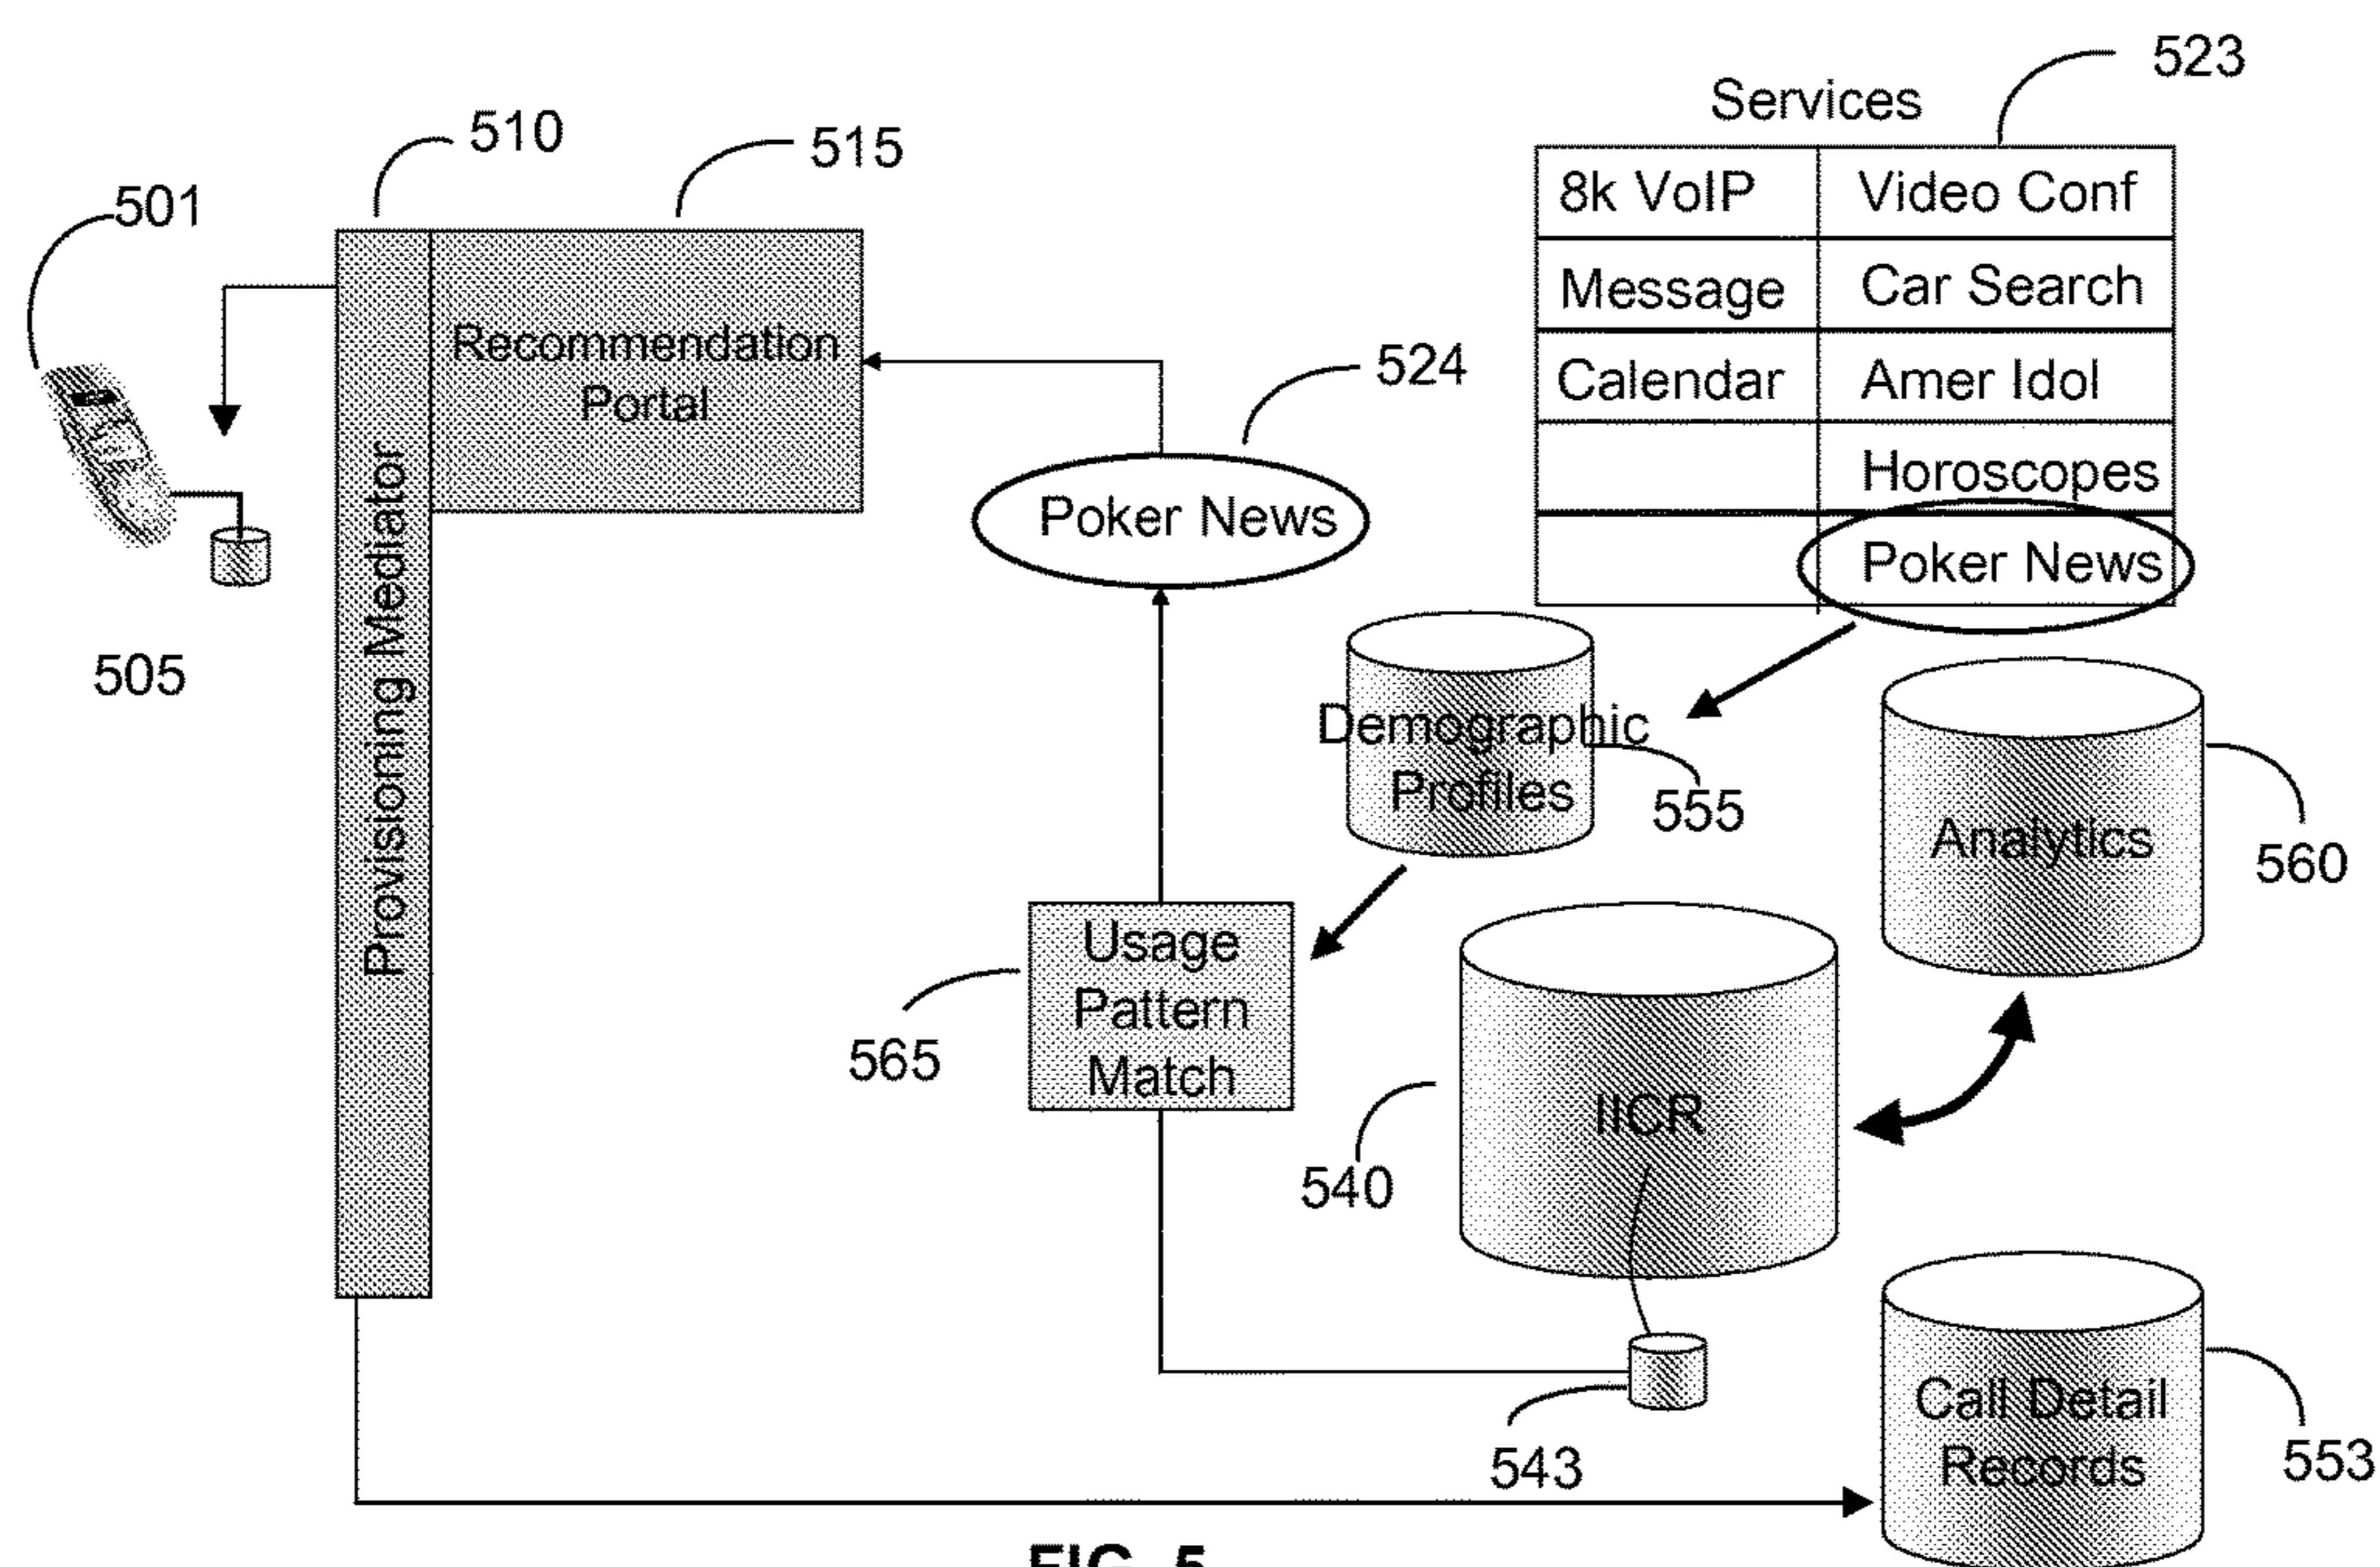 523
Services
510
515
501
8k VoIP
Video Conf
Message
Car Search
Recommendation
Portal
524
Calendar
Amer Idol
Horoscopes
Poker News
Poker News
Provisioning Mediator
505
Demographic
Profiles
555
Analytics
560
Usage
Pattern
Match
565
IICR
540
543
Call Detail
Records
553
FIG. 5